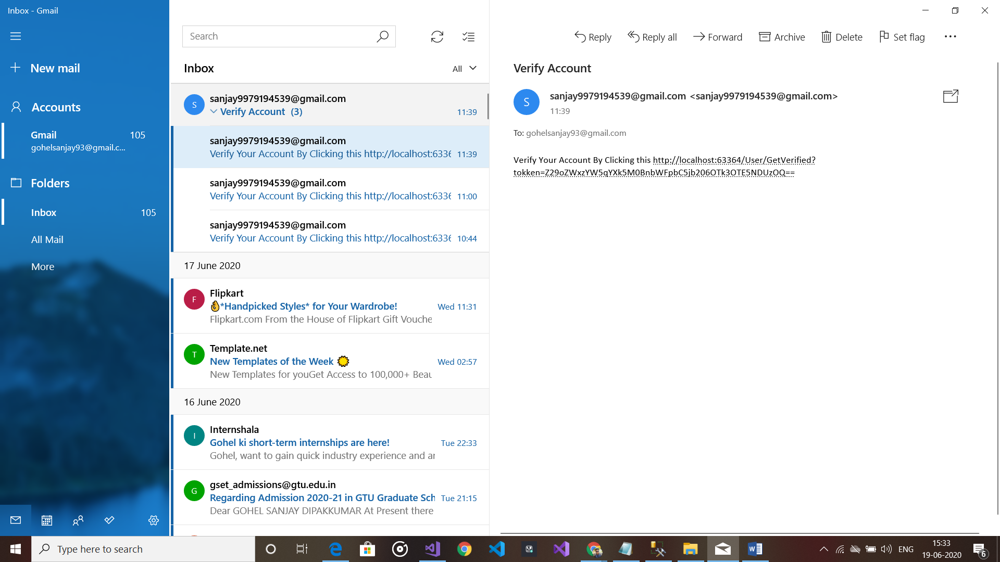 Inbox - Gmail
New mail
Accounts
Gmail 105
gohelsanjay93@gmail.c...
Folders
Inbox 105
All Mail
More
Search
Inbox
All
S
sanjay9979194539@gmail.com
Verify Account (3) 11:39
sanjay9979194539@gmail.com
Verify Your Account By Clicking this http://localhost:6336 11:39
sanjay9979194539@gmail.com
Verify Your Account By Clicking this http://localhost:6336 11:00
sanjay9979194539@gmail.com
Verify Your Account By Clicking this http://localhost:6336 10:44
17 June 2020
F
Flipkart
👌*Handpicked Styles* for Your Wardrobe! Wed 11:31
Flipkart.com From the House of Flipkart Gift Vouche
T
Template.net
New Templates of the Week Wed 02:57
New Templates for youGet Access to 100,000+ Beau
16 June 2020
I
Internshala
Gohel ki short-term internships are here! Tue 22:33
Gohel, want to gain quick industry experience and ar
G
gset_admissions@gtu.edu.in
Regarding Admission 2020-21 in GTU Graduate Sch Tue 21:15
Dear GOHEL SANJAY DIPAKKUMAR At Present there
Reply Reply all Forward Archive Delete Set flag
Verify Account
S
sanjay9979194539@gmail.com <sanjay9979194539@gmail.com>
11:39
To: gohelsanjay93@gmail.com
Verify Your Account By Clicking this http://localhost:63364/User/GetVerified?
tokken=Z29oZWxzYW5qYXk5M0BnbWFpbC5jb206OTk3OTE5NDUzOQ==
Type here to search
ENG
15:33
19-06-2020
6